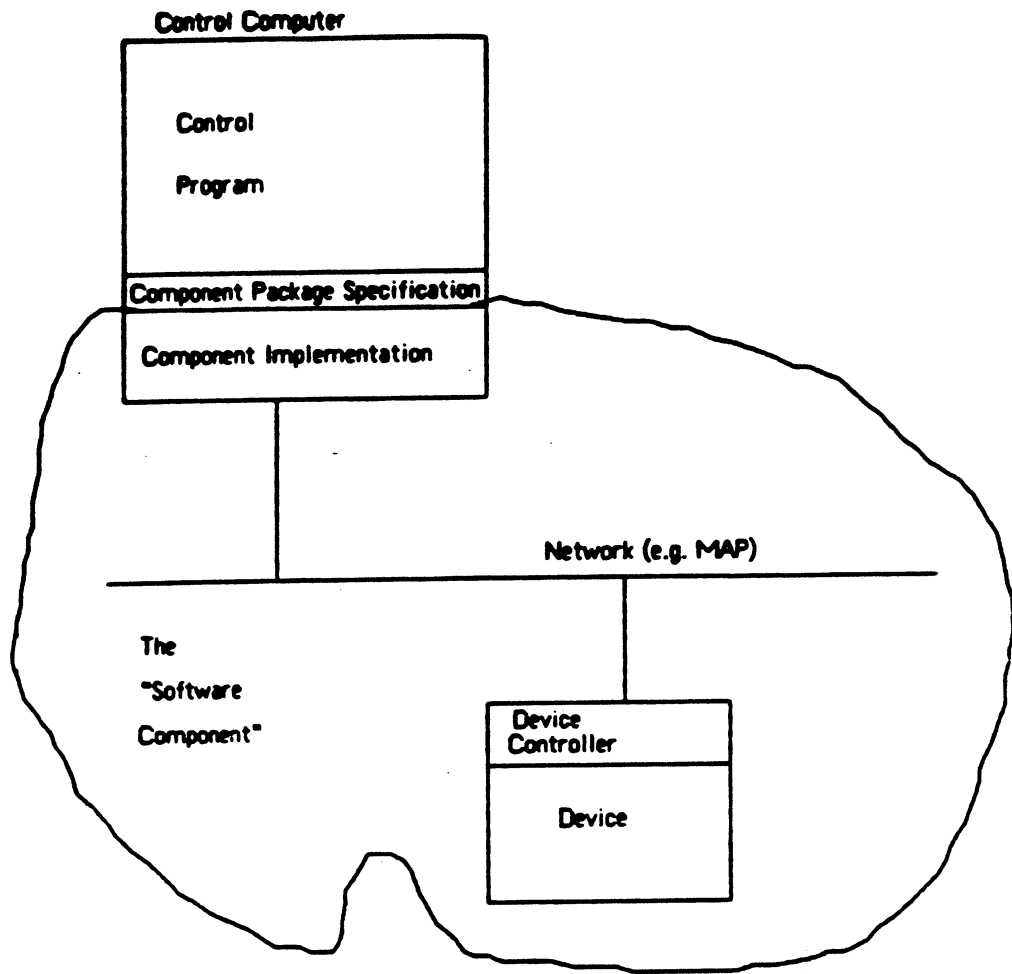 Control Computer
Control
Program
Component Package Specification
Component Implementation
Network (e.g. MAP)
The
"Software
Component"
Device
Controller
Device